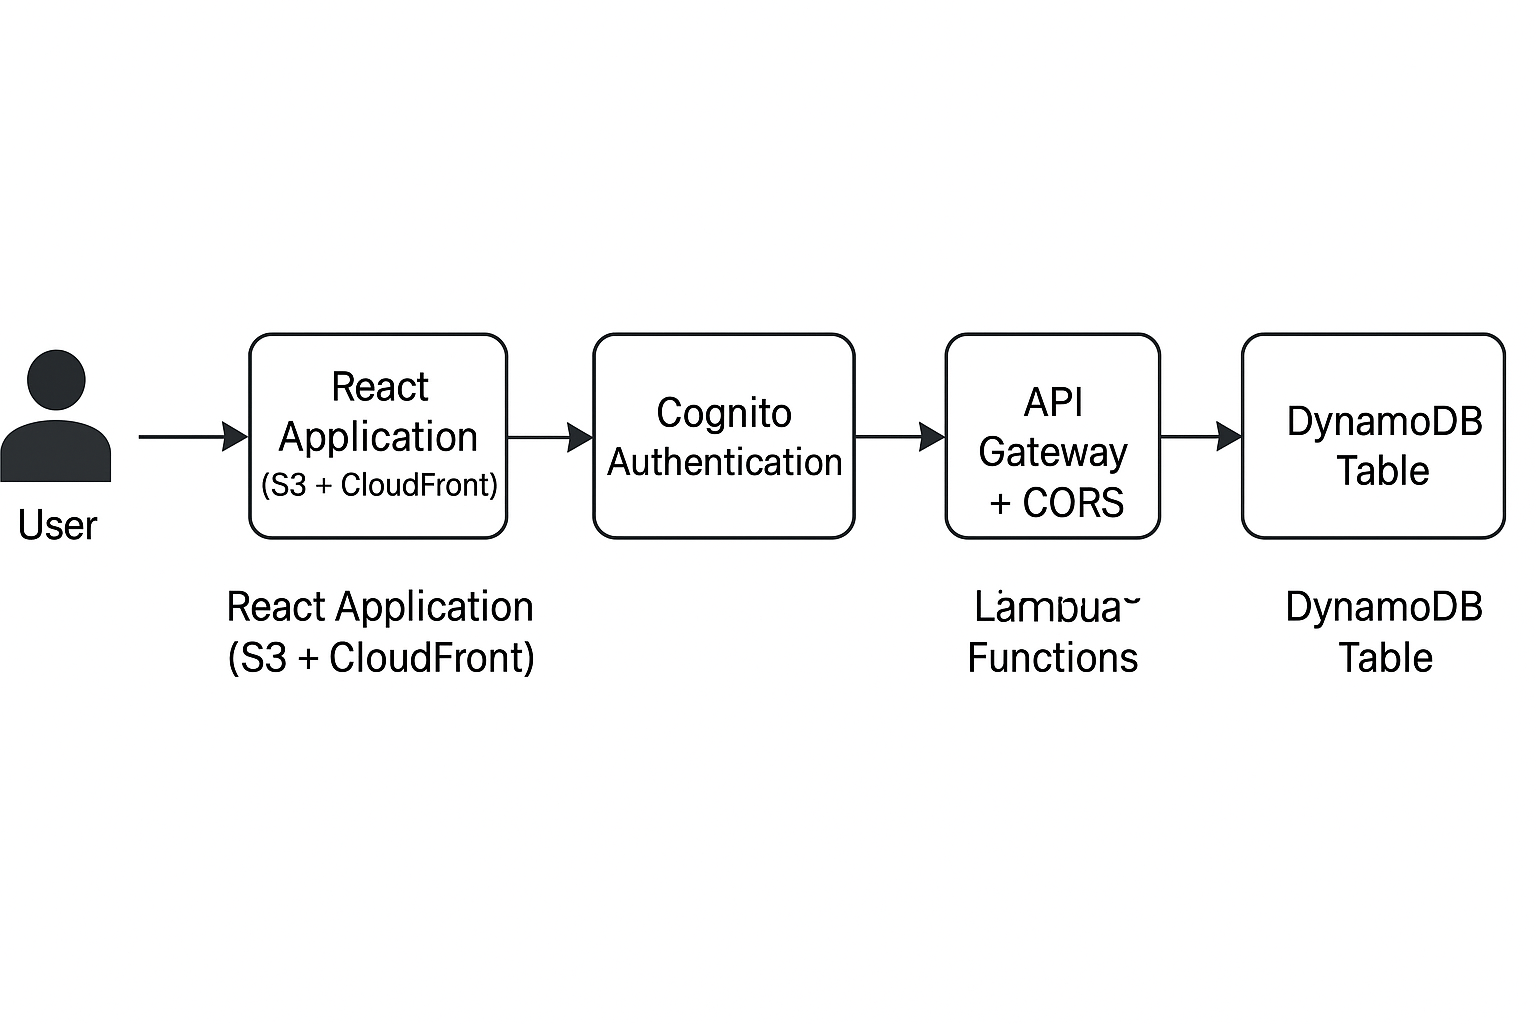 User
React
Application
(S3 + CloudFront)
Cognito
Authentication
API
Gateway
+ CORS
DynamoDB
Table
React Application
(S3 + CloudFront)
Functions
DynamoDB
Table